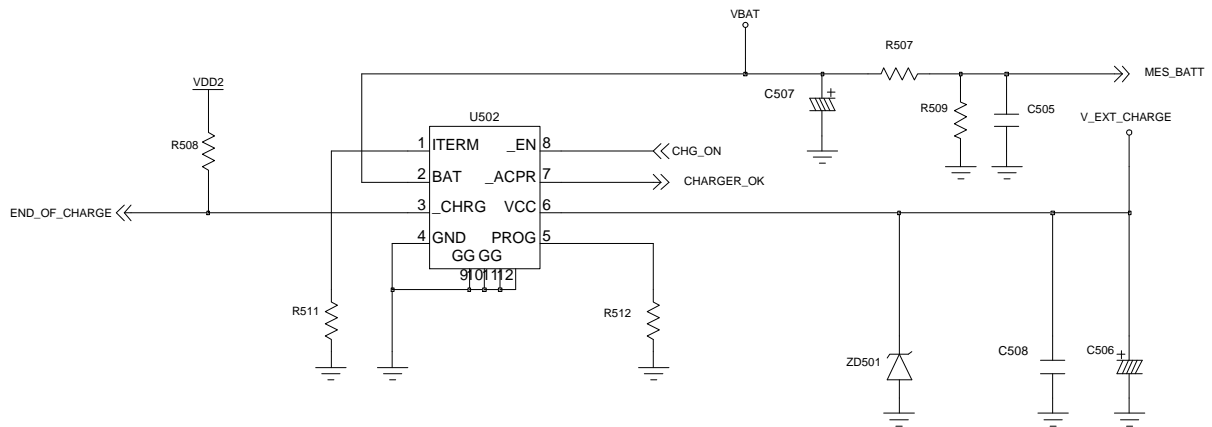 VBAT
R507
MES_BATT
VDD2
C507
+
R509
C505
V_EXT_CHARGE
R508
U502
1 ITERM _EN 8
CHG_ON
2 BAT _ACPR 7
CHARGER_OK
END_OF_CHARGE
3 _CHRG VCC 6
4 GND PROG 5
GG GG
9 10 11 12
R511
R512
ZD501
C508
C506
+